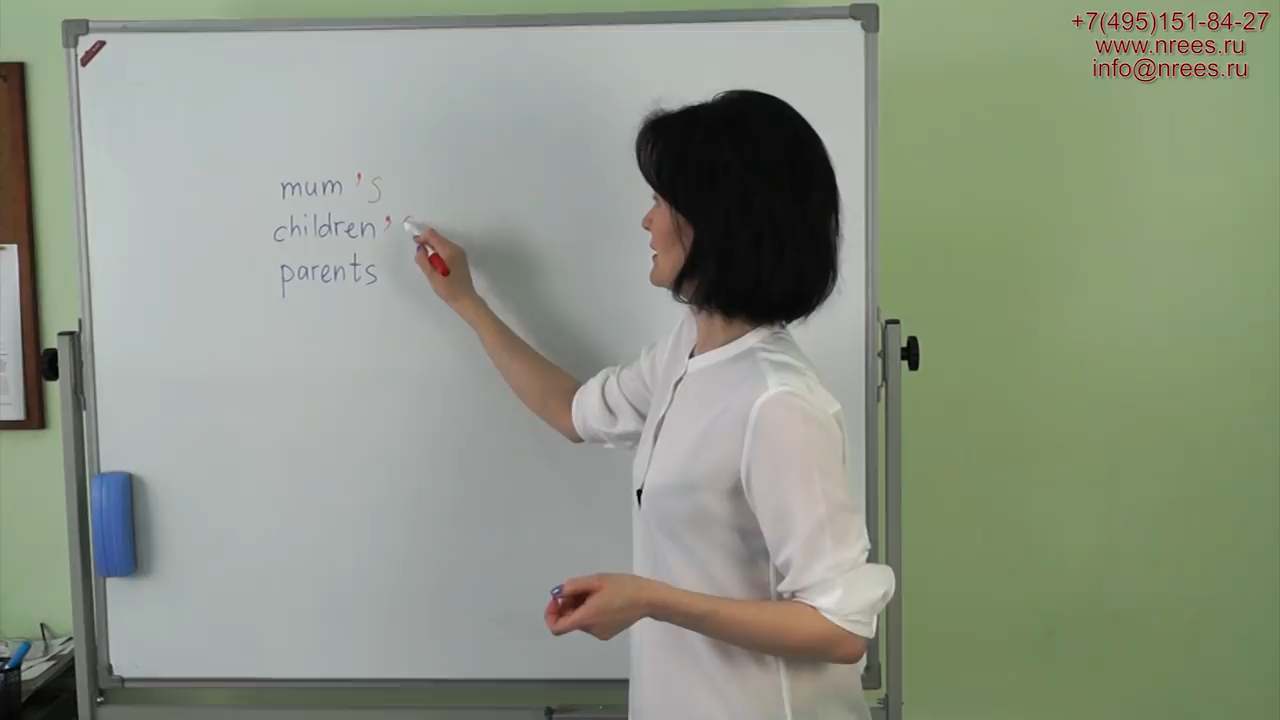 +7(495)151-84-27
www.nrees.ru
info@nrees.ru
mum's
children's
parents